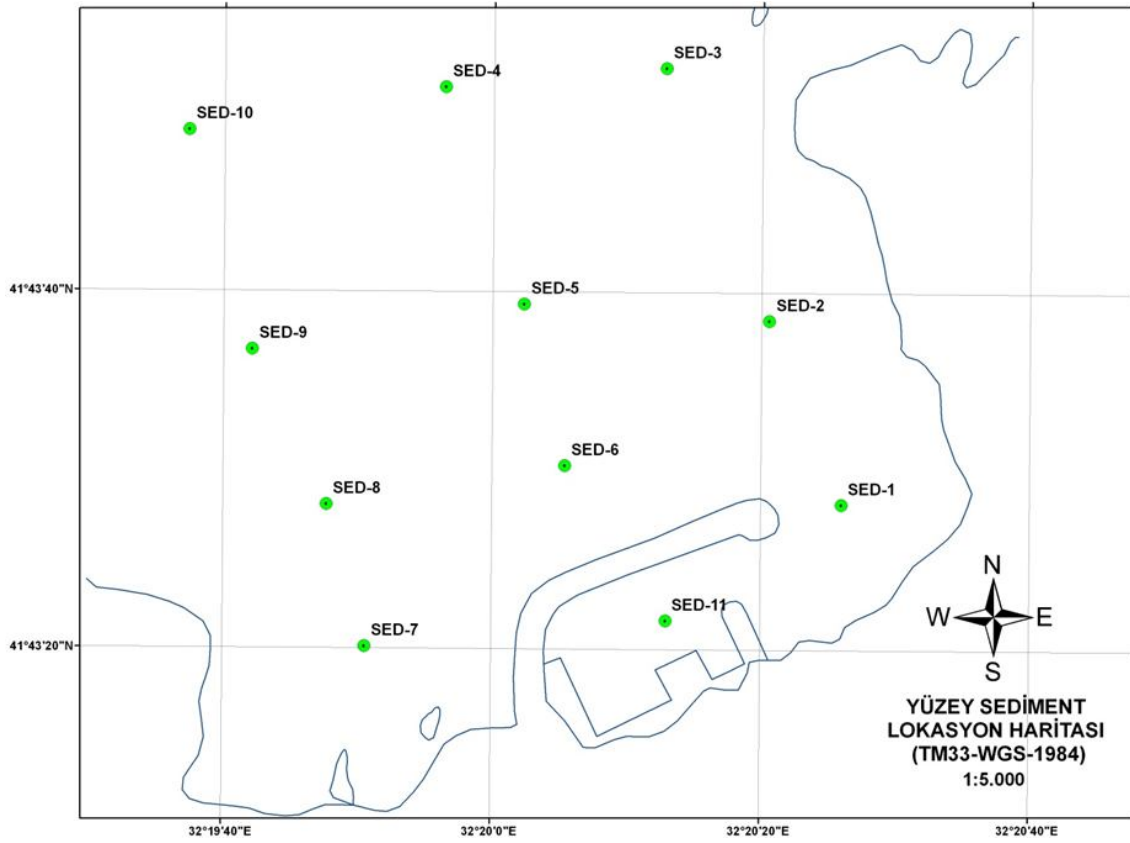 SED-3
SED-4
SED-10
41°43'40"N
SED-5
SED-2
SED-9
SED-6
SED-8
SED-1
N
SED-11
W E
41°43'20"N
SED-7
S
YÜZEY SEDİMENT
LOKASYON HARİTASI
(TM33-WGS-1984)
1:5.000
32°19'40"E
32°20'0"E
32°20'20"E
32°20'40"E